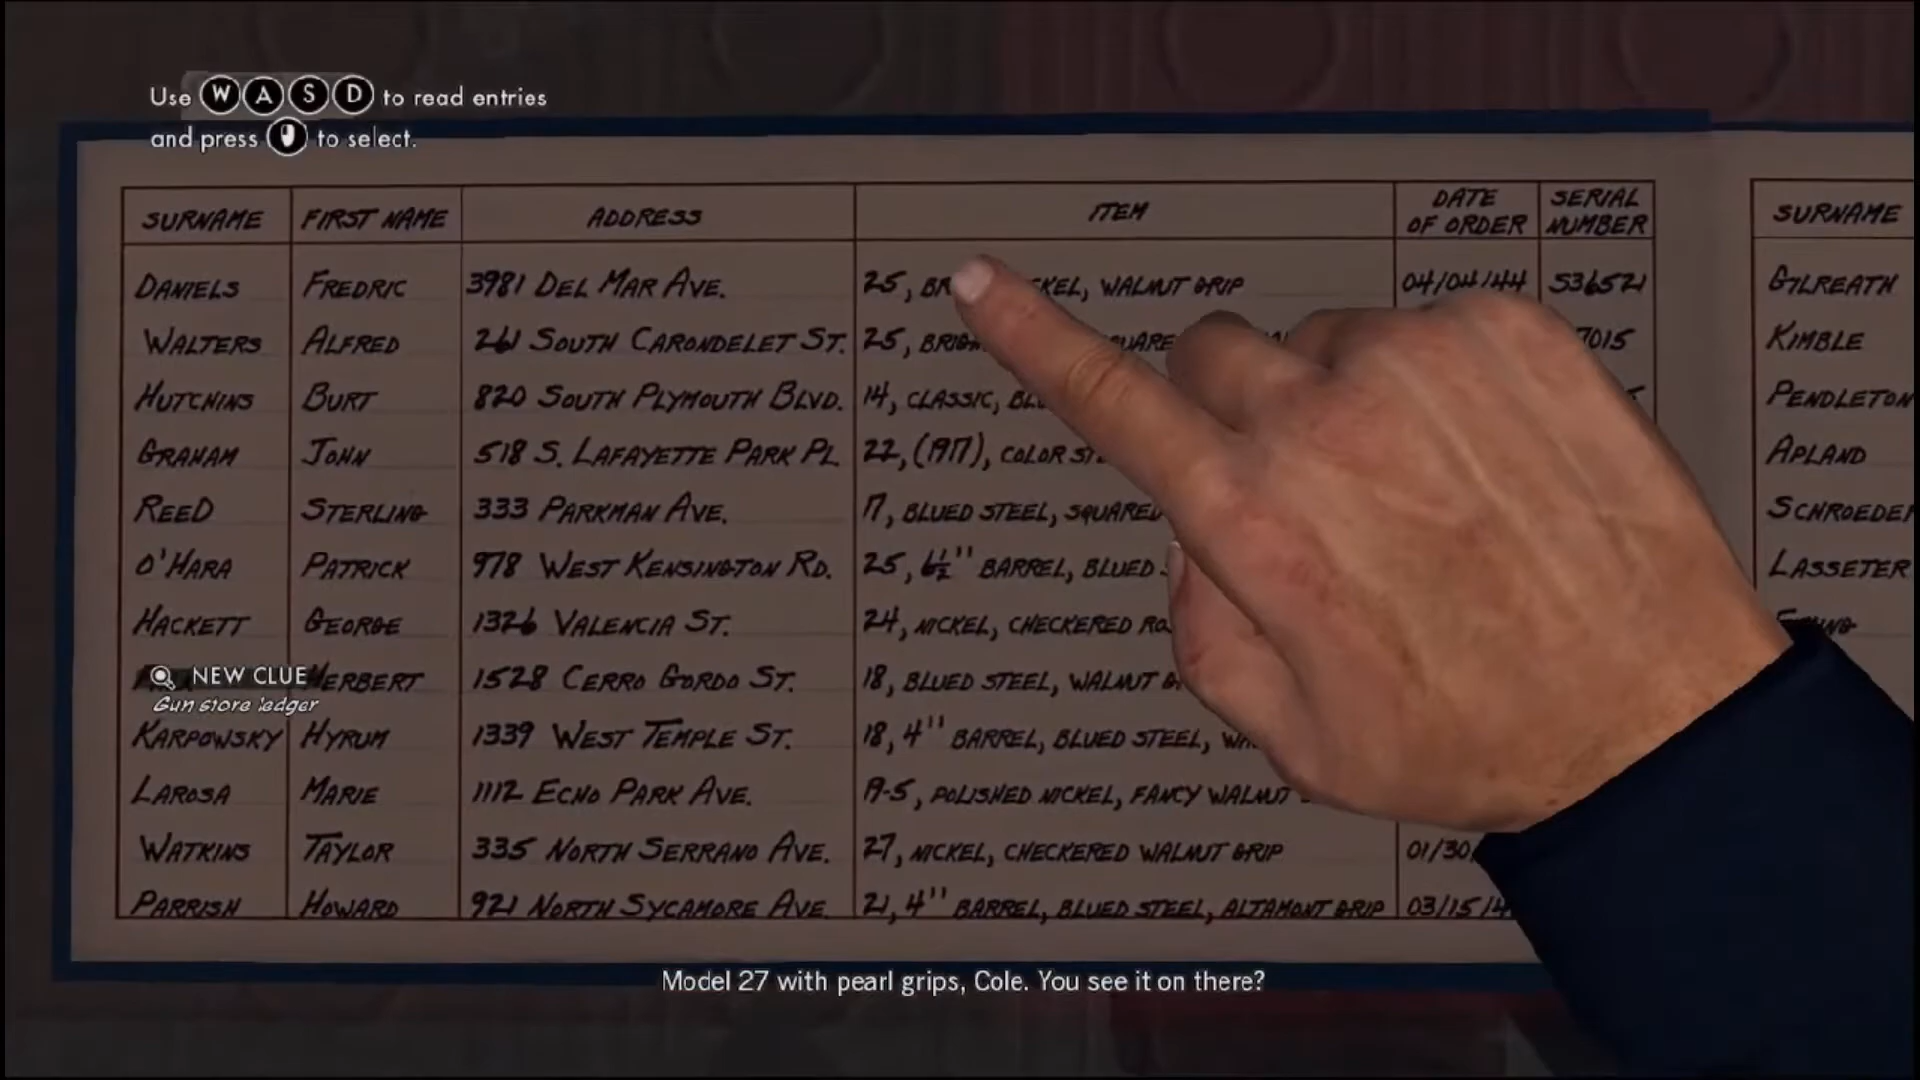 Use W A S D to read entries
and press to select.
SURNAME FIRST NAME ADDRESS ITEM DATE OF ORDER SERIAL NUMBER SURNAME
DANIELS FREDRIC 3981 DEL MAR AVE. 25, WALNUT GRIP 04/04/44 S36521 GILREATH
WALTERS ALFRED 261 SOUTH CARONDELET ST. 25, 7015 KIMBLE
HUTCHINS BURT 820 SOUTH PLYMOUTH BLVD. 14, CLASSIC, PENDLETON
GRAHAM JOHN 518 S. LAFAYETTE PARK PL 22, (1917), COLOR APLAND
REED STERLING 333 PARKMAN AVE. 17, BLUED STEEL, SQUARED
O'HARA PATRICK 978 WEST KENSINGTON RD. 25, 6½" BARREL, BLUED LASSETER
HACKETT GEORGE 1326 VALENCIA ST. 24, NICKEL, CHECKERED
NEW CLUE HERBERT 1528 CERRO GORDO ST. 18, BLUED STEEL, WALNUT
Gun store ledger
KARPOWSKY HYRUM 1339 WEST TEMPLE ST. 18, 4" BARREL, BLUED STEEL,
LAROSA MARIE 1112 ECHO PARK AVE. 19-5, POLISHED NICKEL, FANCY WALNUT
WATKINS TAYLOR 335 NORTH SERRANO AVE. 27, NICKEL, CHECKERED WALNUT GRIP 01/30
PARRISH HOWARD 921 NORTH SYCAMORE AVE. 21, 4" BARREL, BLUED STEEL, ALTAMONT GRIP 03/15/4
Model 27 with pearl grips, Cole. You see it on there?